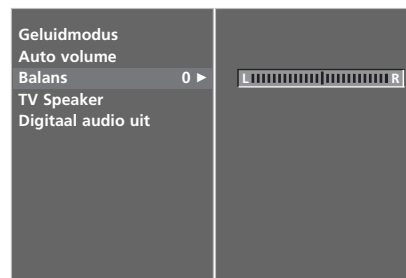 Geluidmodus
Auto volume
Balans 0 ►
L R
TV Speaker
Digitaal audio uit